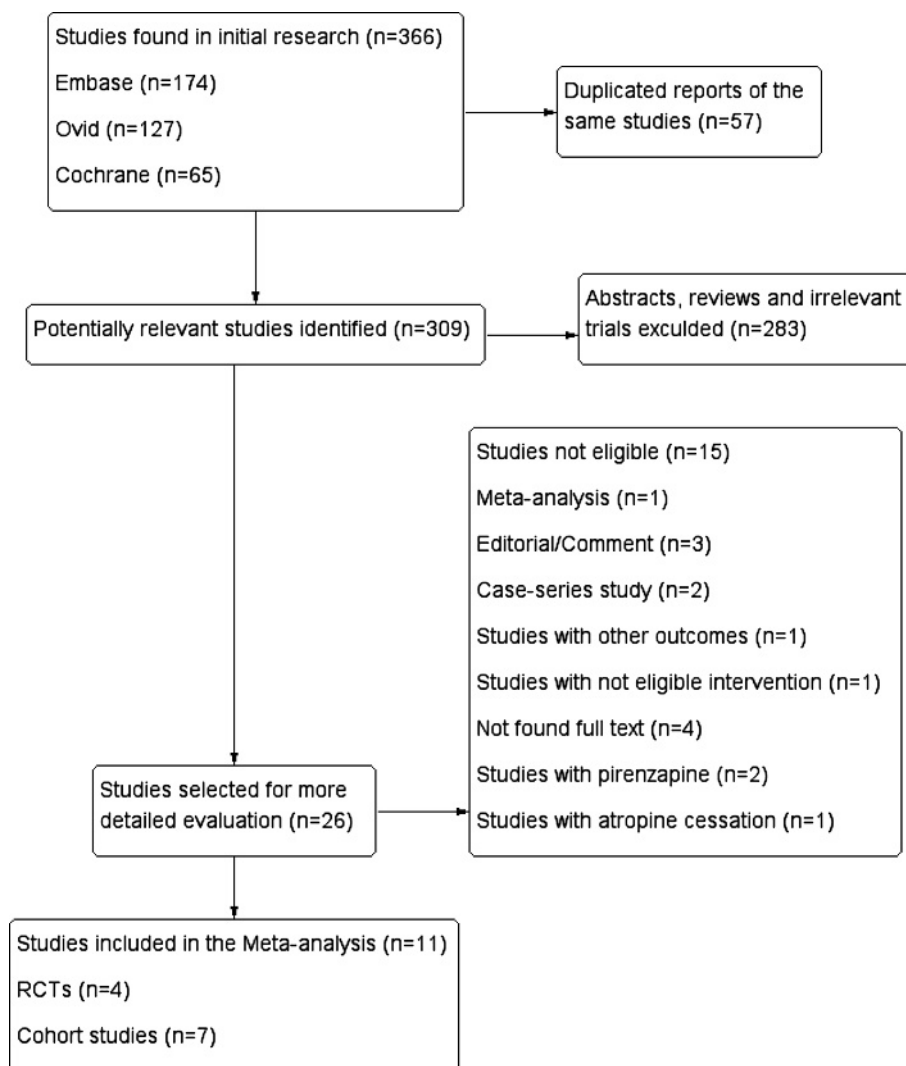 Studies found in initial research (n=366)
Embase (n=174)
Ovid (n=127)
Cochrane (n=65)
Duplicated reports of the
same studies (n=57)
Potentially relevant studies identified (n=309)
Abstracts, reviews and irrelevant
trials exculded (n=283)
Studies not eligible (n=15)
Meta-analysis (n=1)
Editorial/Comment (n=3)
Case-series study (n=2)
Studies with other outcomes (n=1)
Studies with not eligible intervention (n=1)
Not found full text (n=4)
Studies with pirenzapine (n=2)
Studies with atropine cessation (n=1)
Studies selected for more
detailed evaluation (n=26)
Studies included in the Meta-analysis (n=11)
RCTs (n=4)
Cohort studies (n=7)